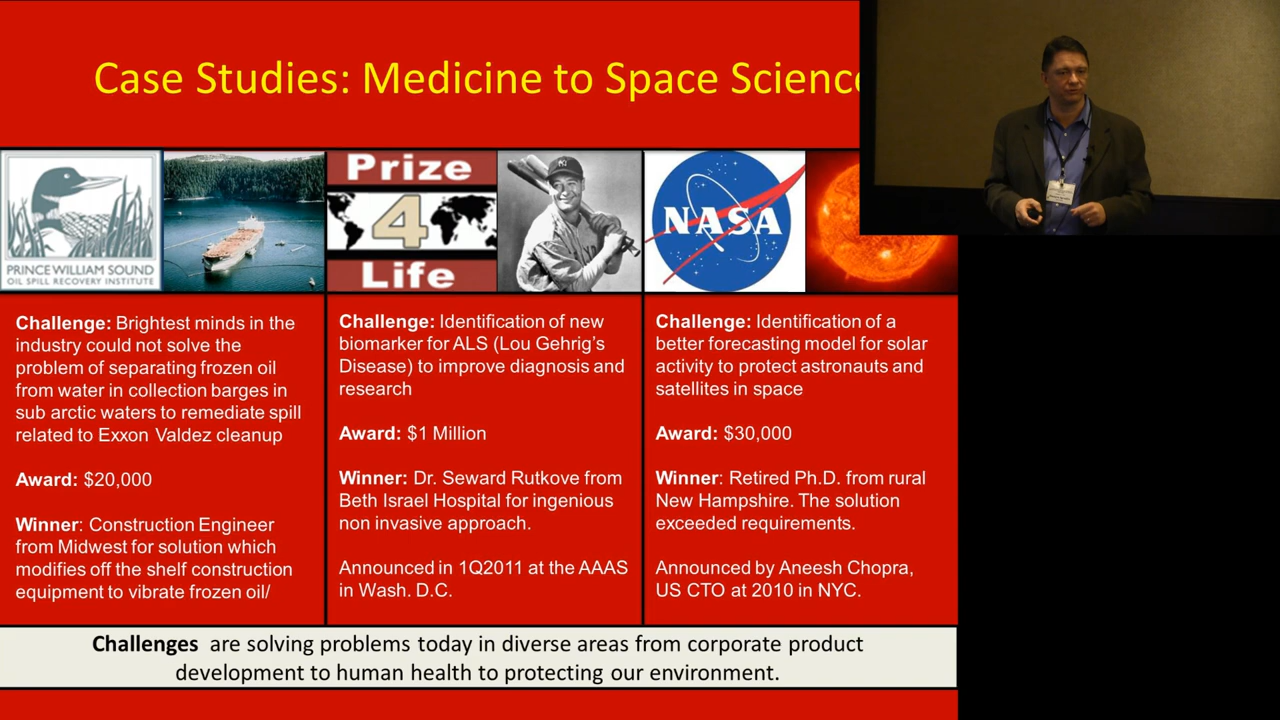 Case Studies: Medicine to Space Science
PRINCE WILLIAM SOUND
OIL SPILL RECOVERY INSTITUTE
Prize
4
Life
NASA
Challenge: Brightest minds in the
industry could not solve the
problem of separating frozen oil
from water in collection barges in
sub arctic waters to remediate spill
related to Exxon Valdez cleanup
Award: $20,000
Winner: Construction Engineer
from Midwest for solution which
modifies off the shelf construction
equipment to vibrate frozen oil/
Challenge: Identification of new
biomarker for ALS (Lou Gehrig's
Disease) to improve diagnosis and
research
Award: $1 Million
Winner: Dr. Seward Rutkove from
Beth Israel Hospital for ingenious
non invasive approach.
Announced in 1Q2011 at the AAAS
in Wash. D.C.
Challenge: Identification of a
better forecasting model for solar
activity to protect astronauts and
satellites in space
Award: $30,000
Winner: Retired Ph.D. from rural
New Hampshire. The solution
exceeded requirements.
Announced by Aneesh Chopra,
US CTO at 2010 in NYC.
Challenges are solving problems today in diverse areas from corporate product
development to human health to protecting our environment.